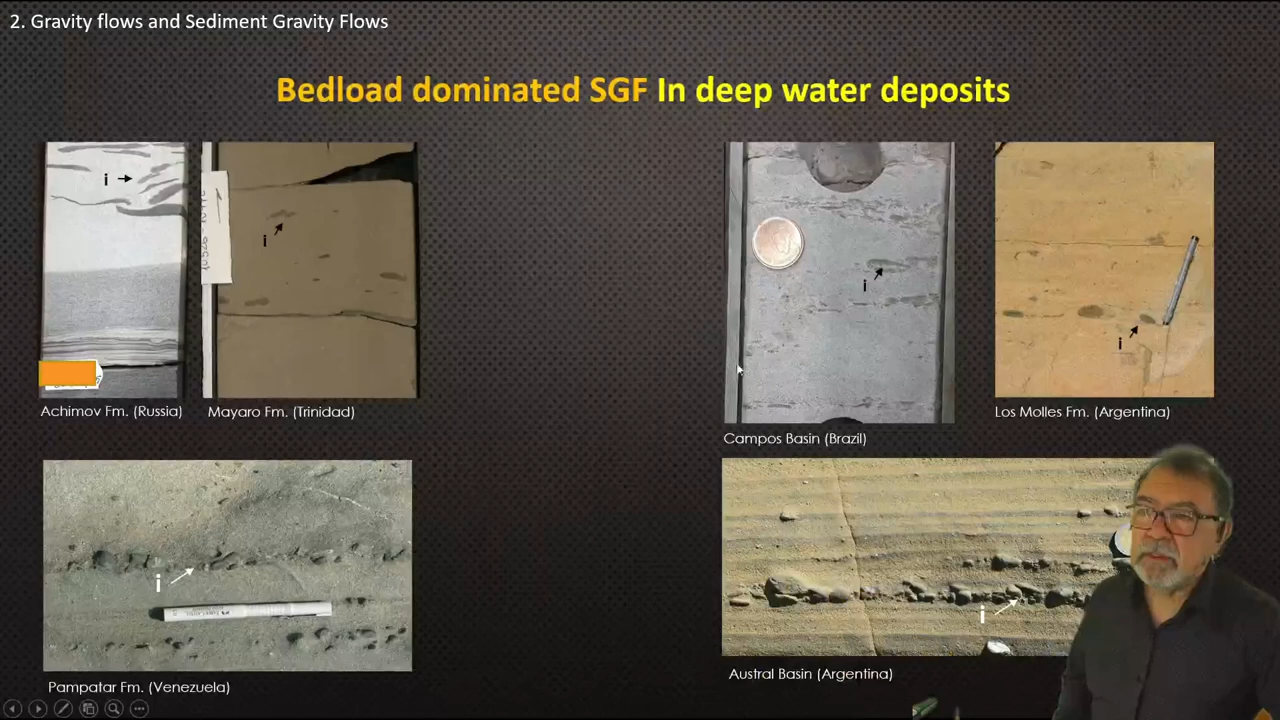 2. Gravity flows and Sediment Gravity Flows
Bedload dominated SGF In deep water deposits
i
i
i
i
Achimov Fm. (Russia)
Mayaro Fm. (Trinidad)
Campos Basin (Brazil)
Los Molles Fm. (Argentina)
i
i
Pampatar Fm. (Venezuela)
Austral Basin (Argentina)